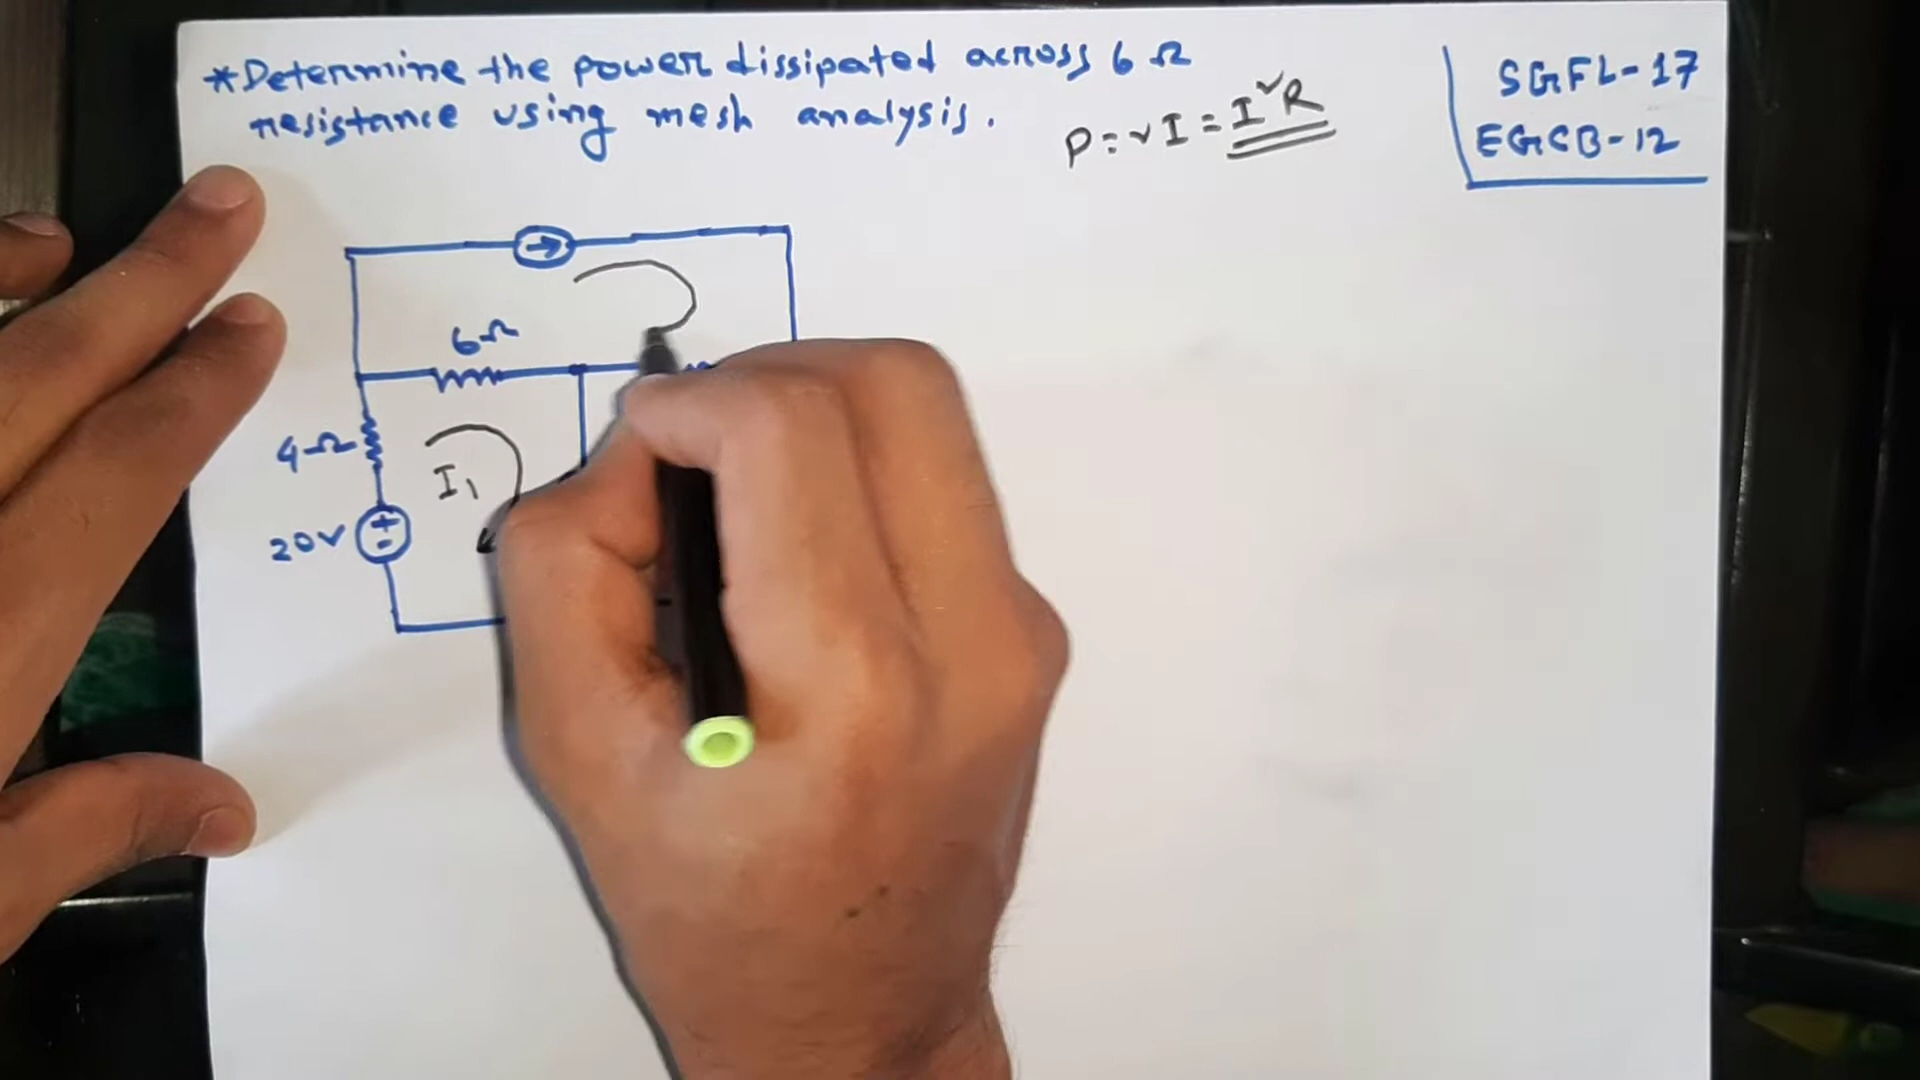 *Determine the power dissipated across 6 Ω
resistance using mesh analysis.
P = VI = I²R
SGFL-17
EGCB-12
6Ω
4Ω
I₁
20V
+
-